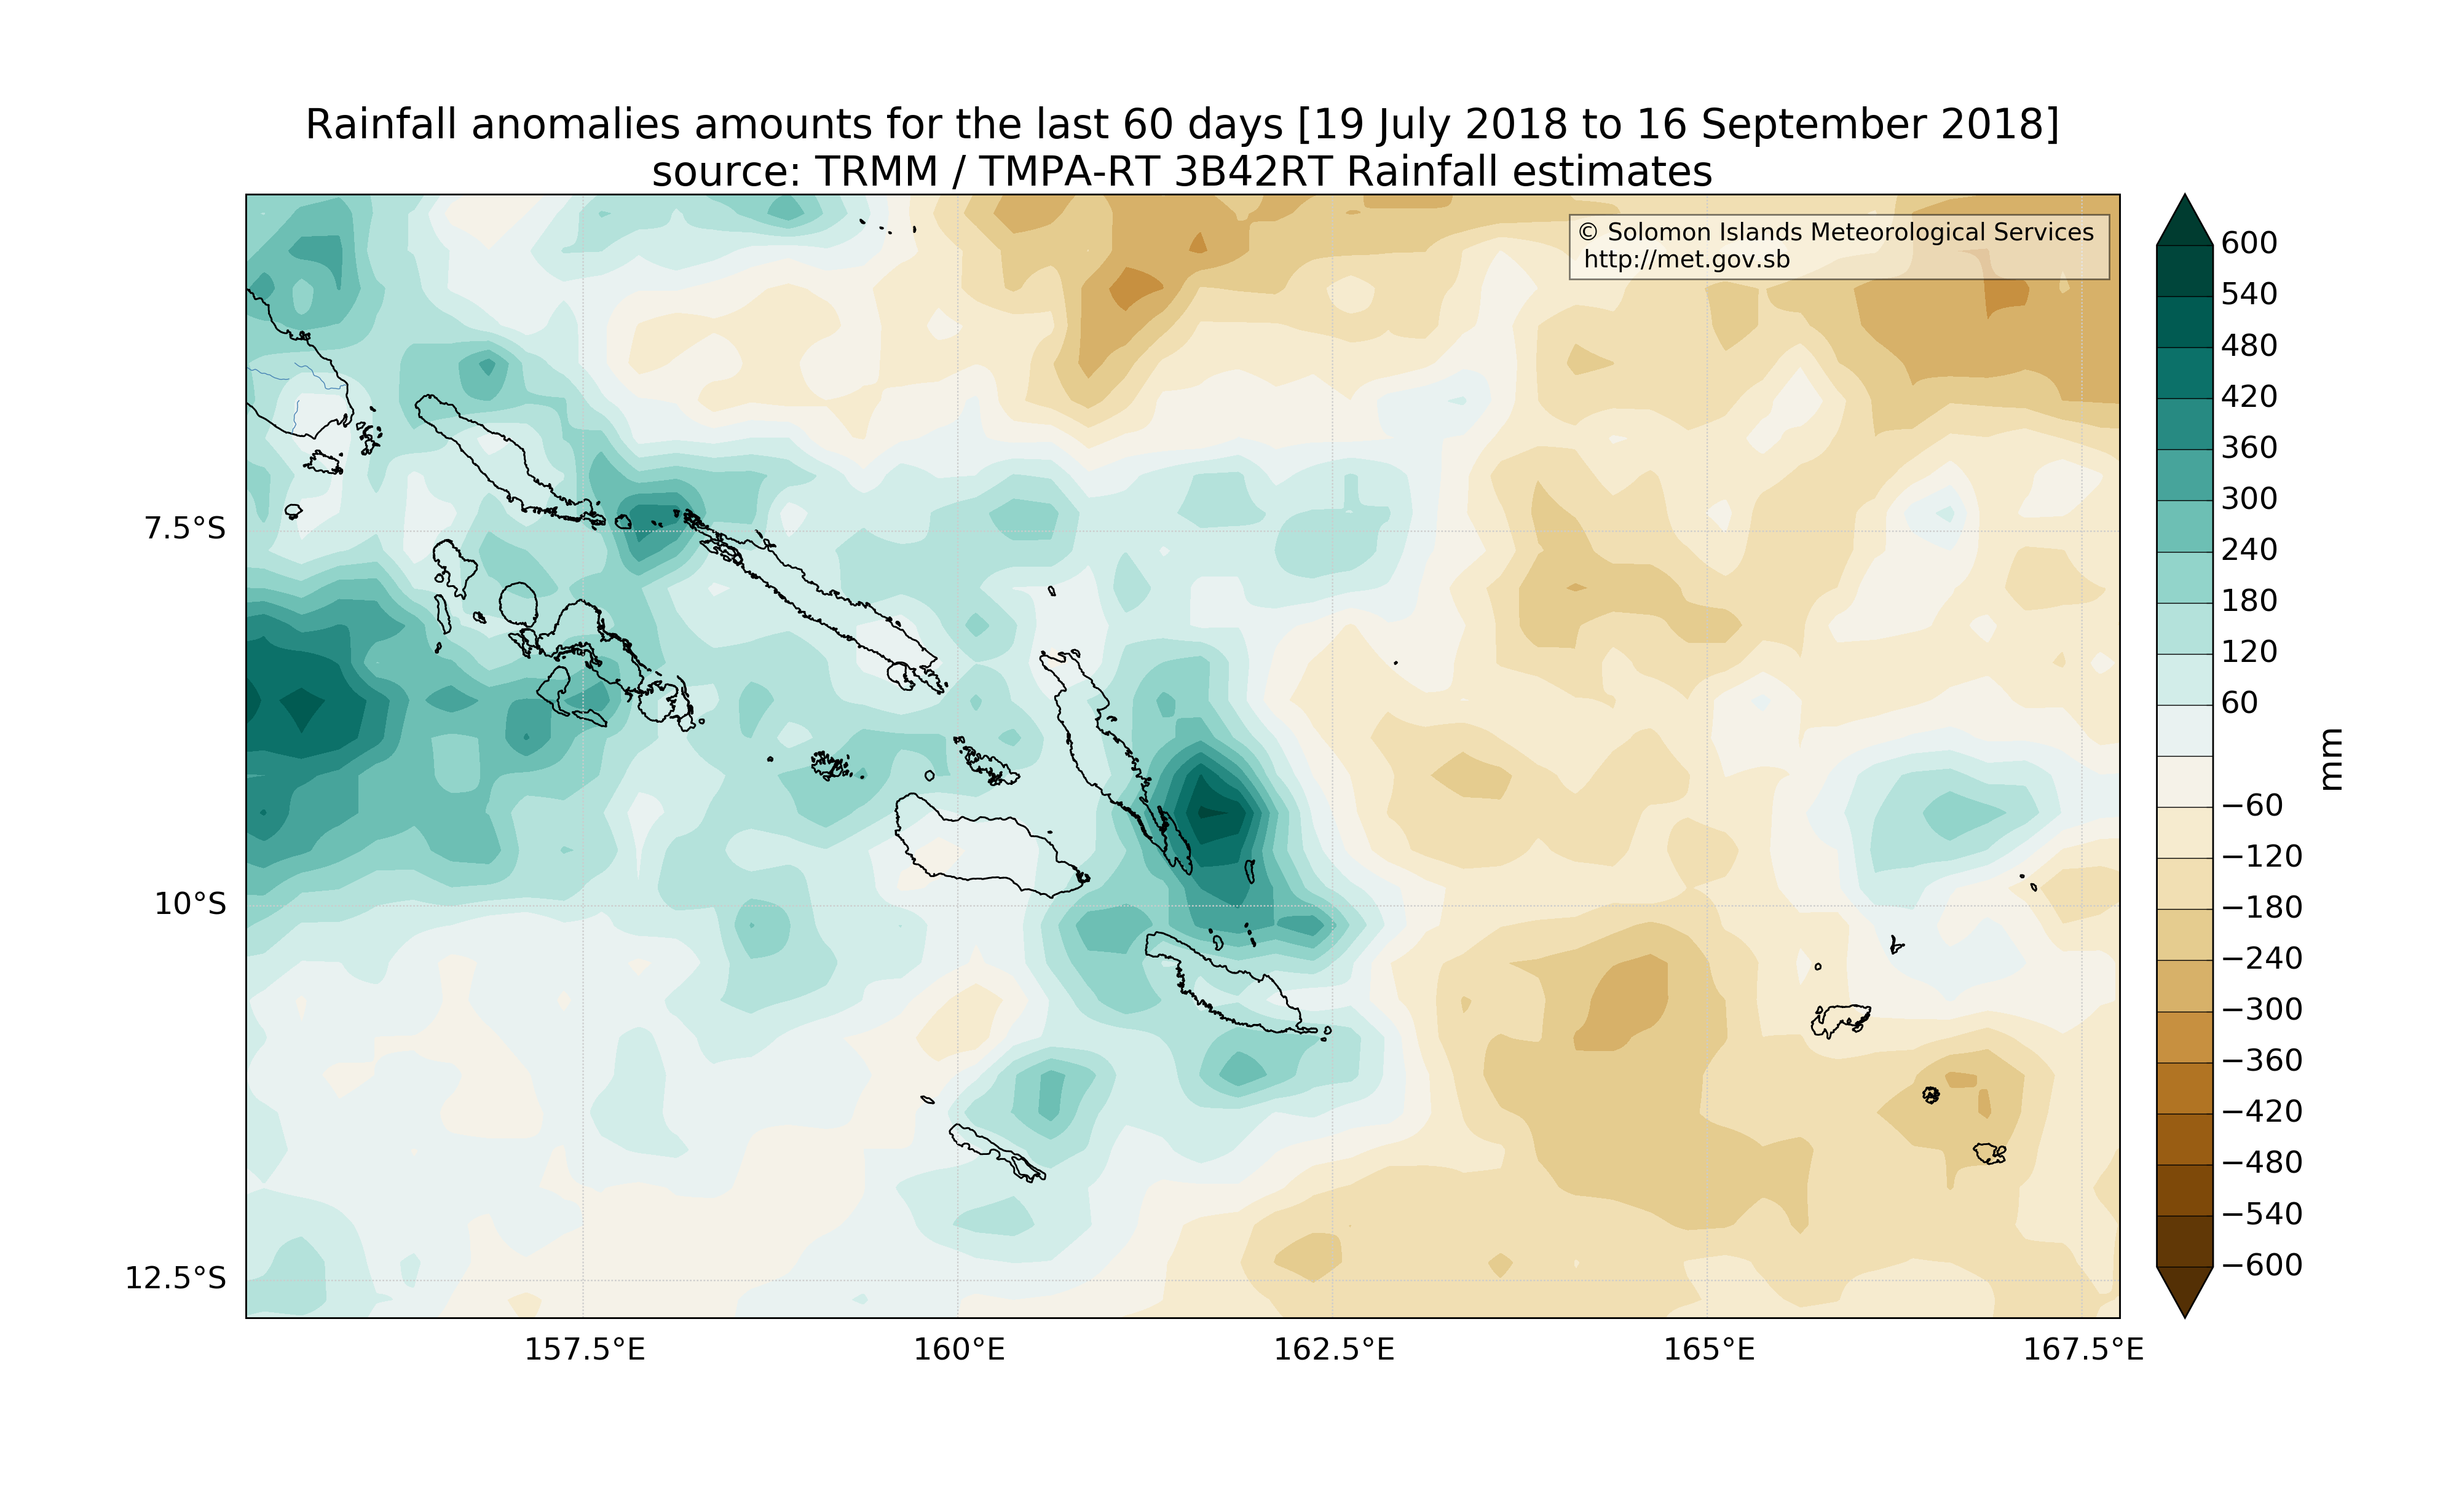 Rainfall anomalies amounts for the last 60 days [19 July 2018 to 16 September 2018]
source: TRMM / TMPA-RT 3B42RT Rainfall estimates
© Solomon Islands Meteorological Services
http://met.gov.sb
7.5°S
10°S
12.5°S
157.5°E
160°E
162.5°E
165°E
167.5°E
600
540
480
420
360
300
240
180
120
60
−60
−120
−180
−240
−300
−360
−420
−480
−540
−600
mm